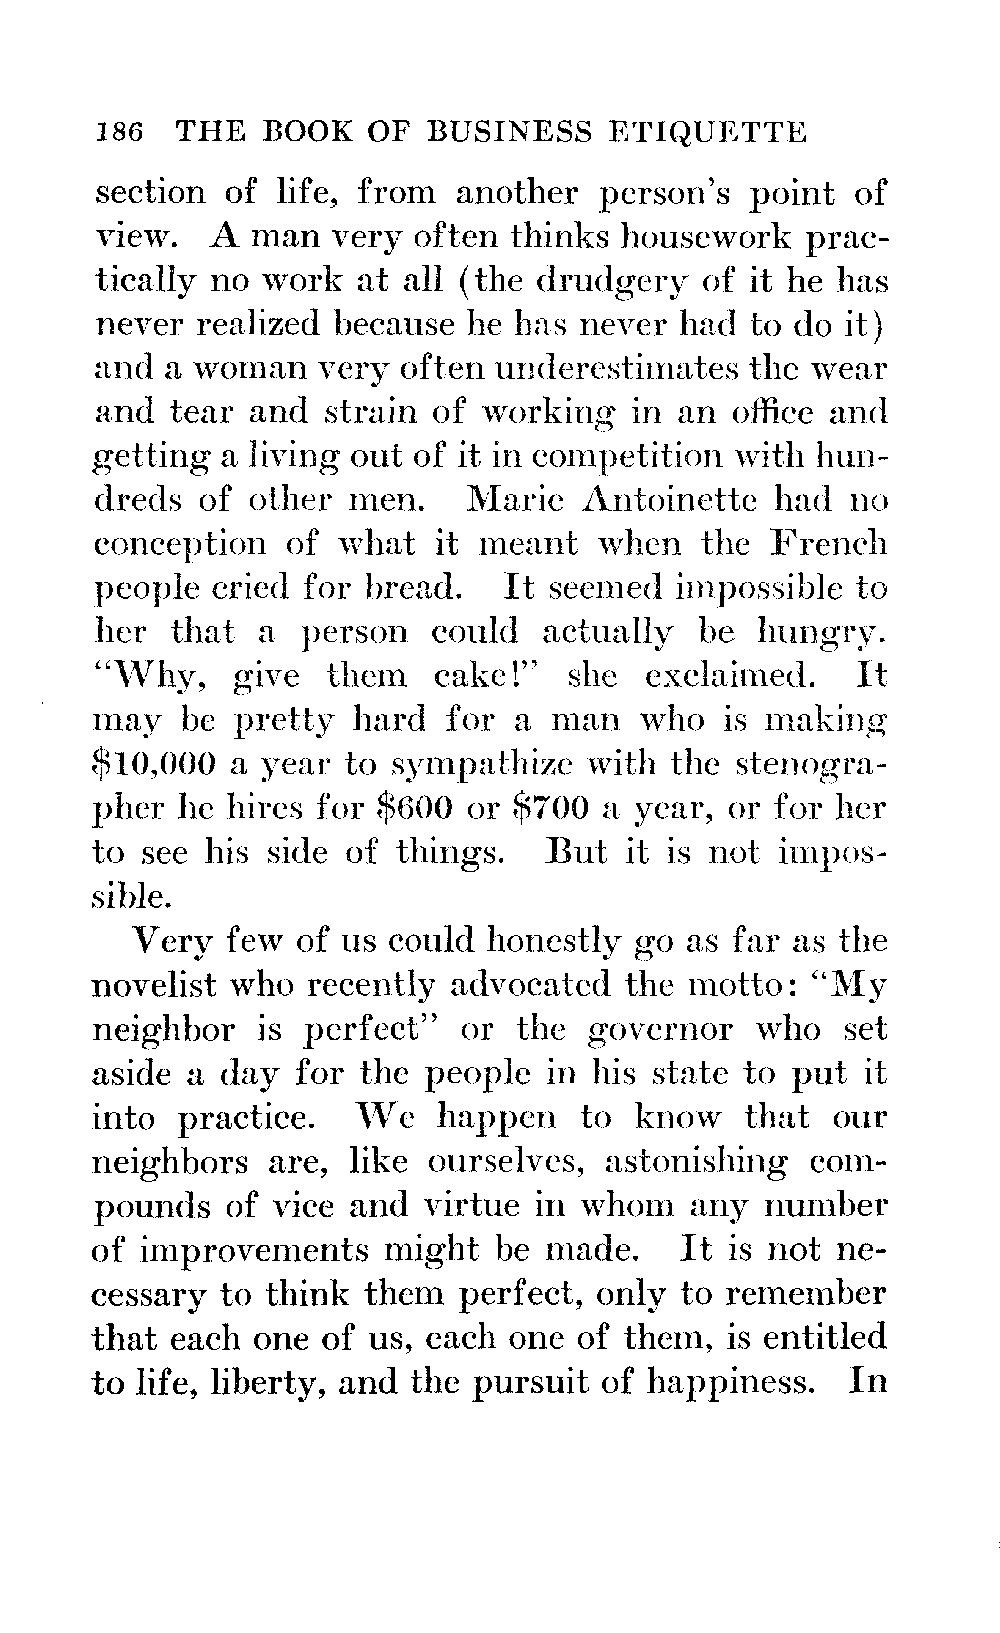 186 THE BOOK OF BUSINESS ETIQUETTE
section of life, from another person's point of
view. A man very often thinks housework prac-
tically no work at all (the drudgery of it he has
never realized because he has never had to do it)
and a woman very often underestimates the wear
and tear and strain of working in an office and
getting a living out of it in competition with hun-
dreds of other men. Marie Antoinette had no
conception of what it meant when the French
people cried for bread. It seemed impossible to
her that a person could actually be hungry.
"Why, give them cake!" she exclaimed. It
may be pretty hard for a man who is making
$10,000 a year to sympathize with the stenogra-
pher he hires for $600 or $700 a year, or for her
to see his side of things. But it is not impos-
sible.
Very few of us could honestly go as far as the
novelist who recently advocated the motto: "My
neighbor is perfect" or the governor who set
aside a day for the people in his state to put it
into practice. We happen to know that our
neighbors are, like ourselves, astonishing com-
pounds of vice and virtue in whom any number
of improvements might be made. It is not ne-
cessary to think them perfect, only to remember
that each one of us, each one of them, is entitled
to life, liberty, and the pursuit of happiness. In